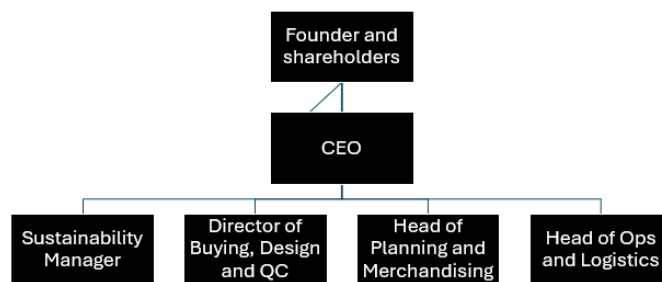 Founder and
shareholders
CEO
Sustainability
Manager
Director of
Buying, Design
and QC
Head of
Planning and
Merchandising
Head of Ops
and Logistics